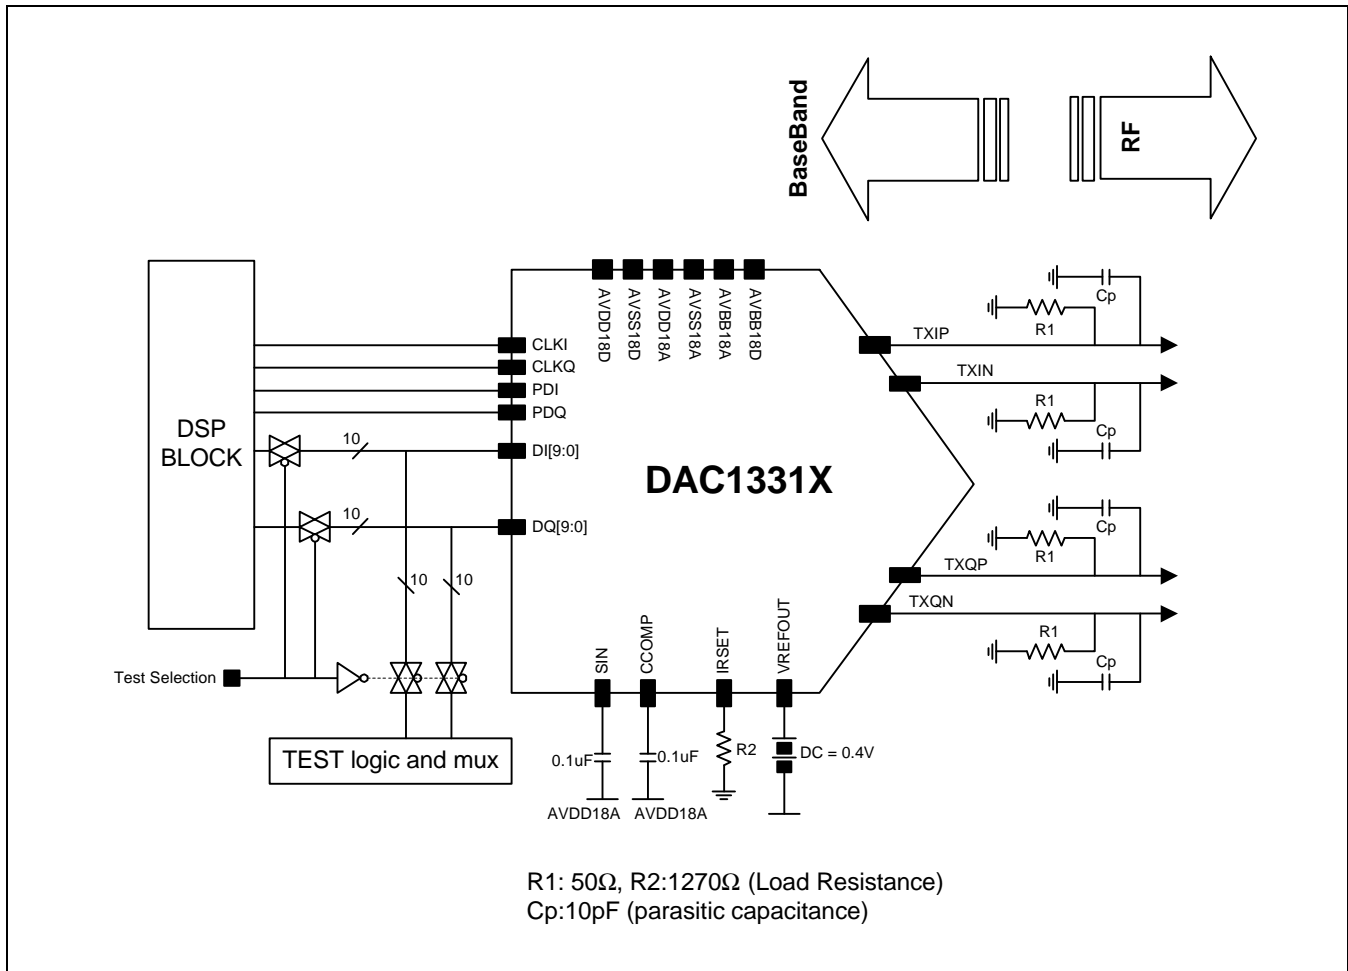 BaseBand
RF
AVDD18D
AVSS18D
AVDD18A
AVSS18A
AVBB18A
AVBB18D
DSP
BLOCK
CLKI
CLKQ
PDI
PDQ
10
DI[9:0]
10
DQ[9:0]
10
10
DAC1331X
Cp
R1
TXIP
TXIN
R1
Cp
Cp
R1
TXQP
TXQN
R1
Cp
Test Selection
TEST logic and mux
SIN
CCOMP
IRSET
VREFOUT
0.1uF
0.1uF
R2
DC = 0.4V
AVDD18A
AVDD18A
R1: 50Ω, R2:1270Ω (Load Resistance)
Cp:10pF (parasitic capacitance)